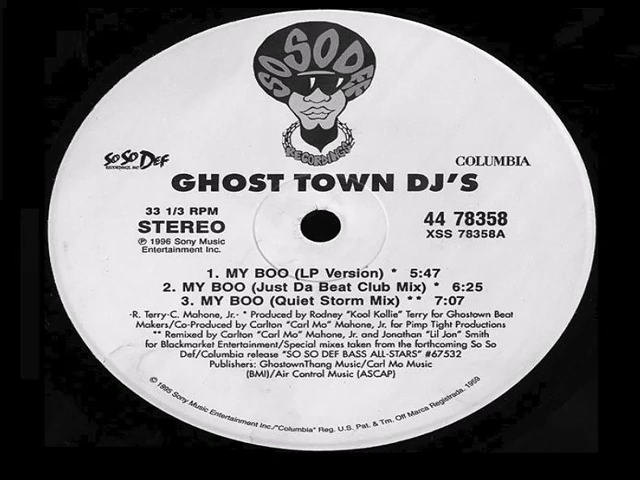 SO SO DEF
RECORDINGS
SO SO DEF
RECORDINGS, INC.
COLUMBIA
GHOST TOWN DJ'S
33 1/3 RPM
STEREO
℗ 1996 Sony Music
Entertainment Inc.
44 78358
XSS 78358A
1. MY BOO (LP Version) * 5:47
2. MY BOO (Just Da Beat Club Mix) * 6:25
3. MY BOO (Quiet Storm Mix) ** 7:07
-R. Terry-C. Mahone, Jr.- * Produced by Rodney "Kool Kollie" Terry for Ghostown Beat
Makers/Co-Produced by Carlton "Carl Mo" Mahone, Jr. for Pimp Tight Productions
** Remixed by Carlton "Carl Mo" Mahone, Jr. and Jonathan "Lil Jon" Smith
for Blackmarket Entertainment/Special mixes taken from the forthcoming So So
Def/Columbia release "SO SO DEF BASS ALL-STARS" #67532
Publishers: GhostownThang Music/Carl Mo Music
(BMI)/Air Control Music (ASCAP)
© 1995 Sony Music Entertainment Inc./"Columbia" Reg. U.S. Pat. & Tm. Off Marca Registrada. 1959